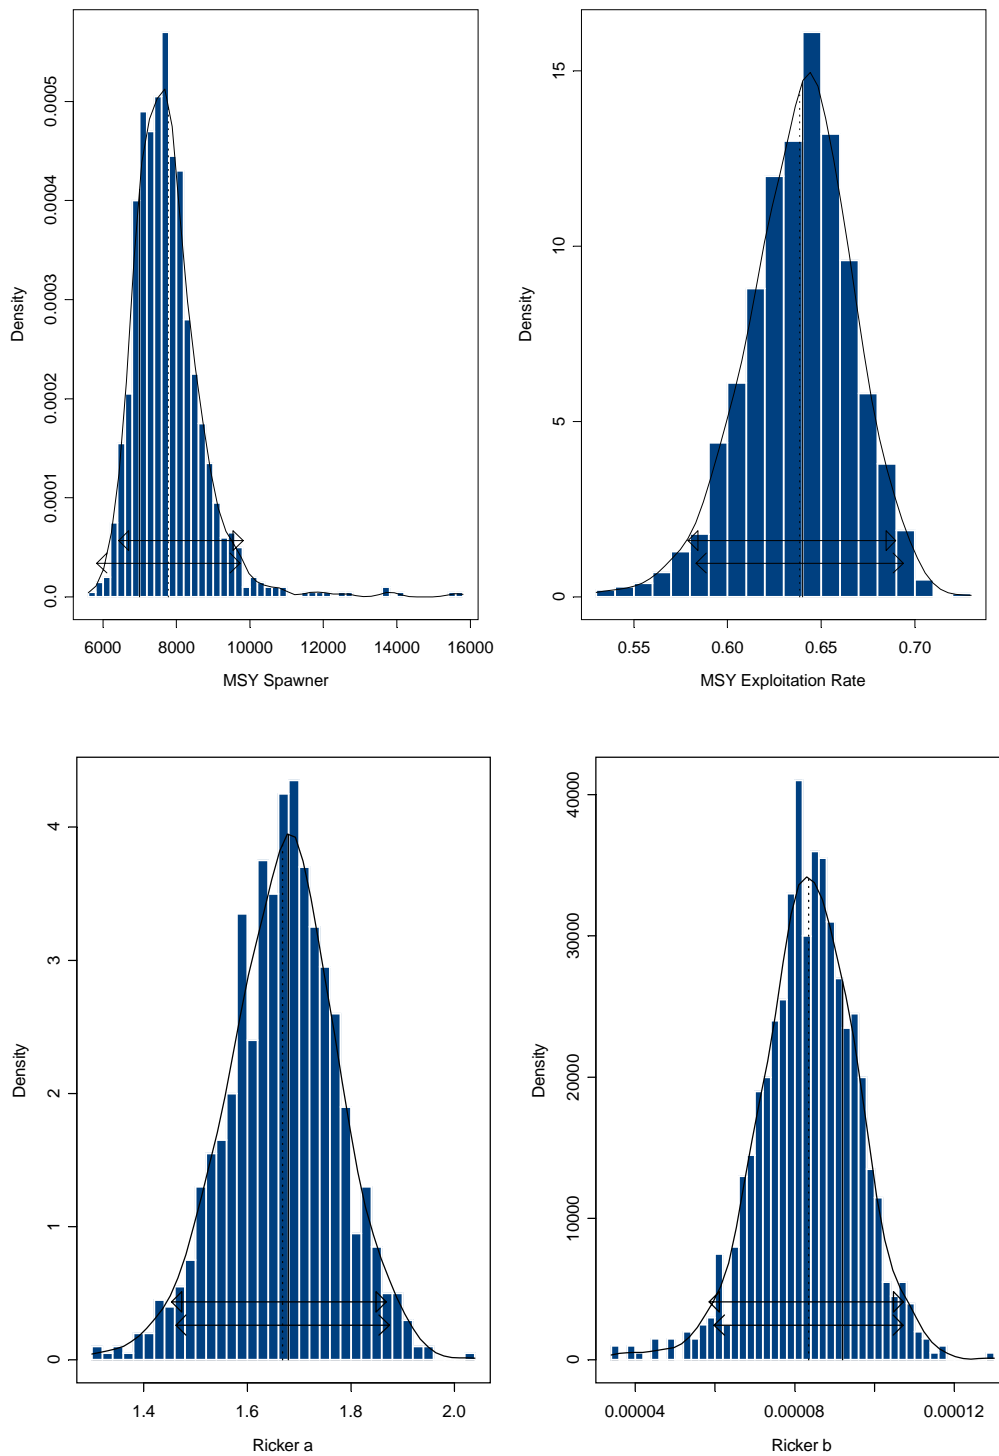 Density
0.0 0.0001 0.0002 0.0003 0.0004 0.0005
6000 8000 10000 12000 14000 16000
MSY Spawner
Density
0 5 10 15
0.55 0.60 0.65 0.70
MSY Exploitation Rate
Density
0 1 2 3 4
1.4 1.6 1.8 2.0
Ricker a
Density
0 10000 20000 30000 40000
0.00004 0.00008 0.00012
Ricker b